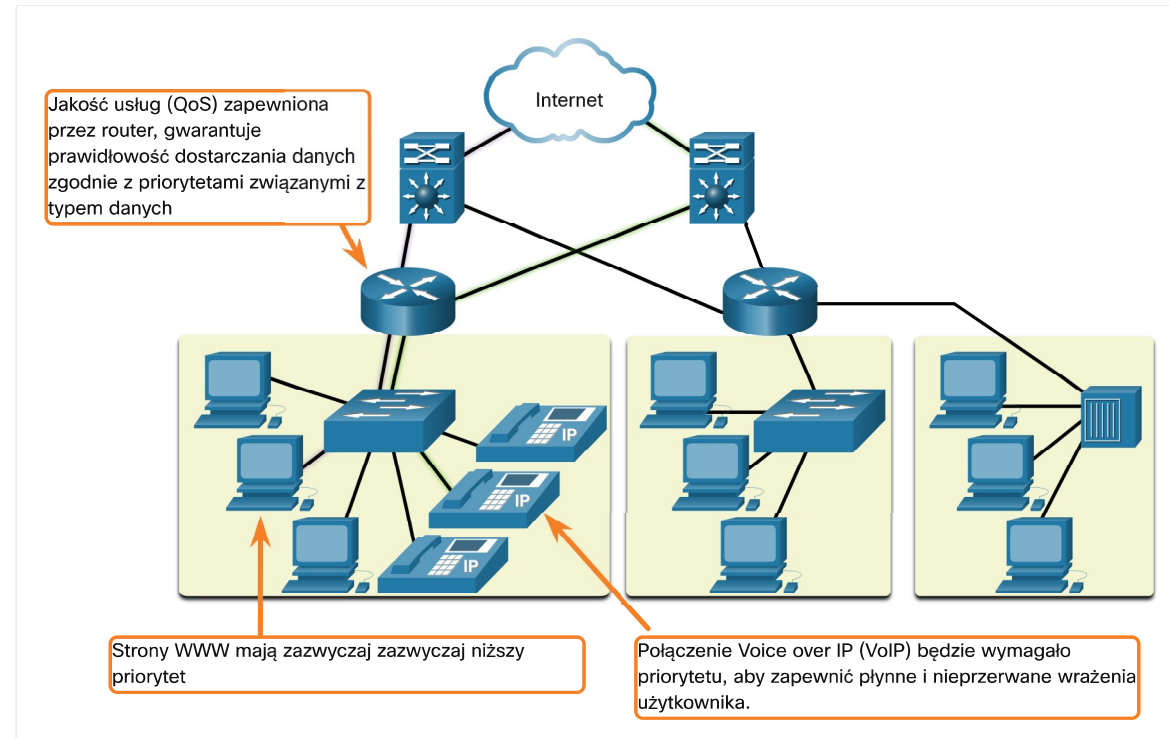 Internet
Jakość usług (QoS) zapewniona
przez router, gwarantuje
prawidłowość dostarczania danych
zgodnie z priorytetami związanymi z
typem danych
IP
IP
IP
Strony WWW mają zazwyczaj zazwyczaj niższy
priorytet
Połączenie Voice over IP (VoIP) będzie wymagało
priorytetu, aby zapewnić płynne i nieprzerwane wrażenia
użytkownika.